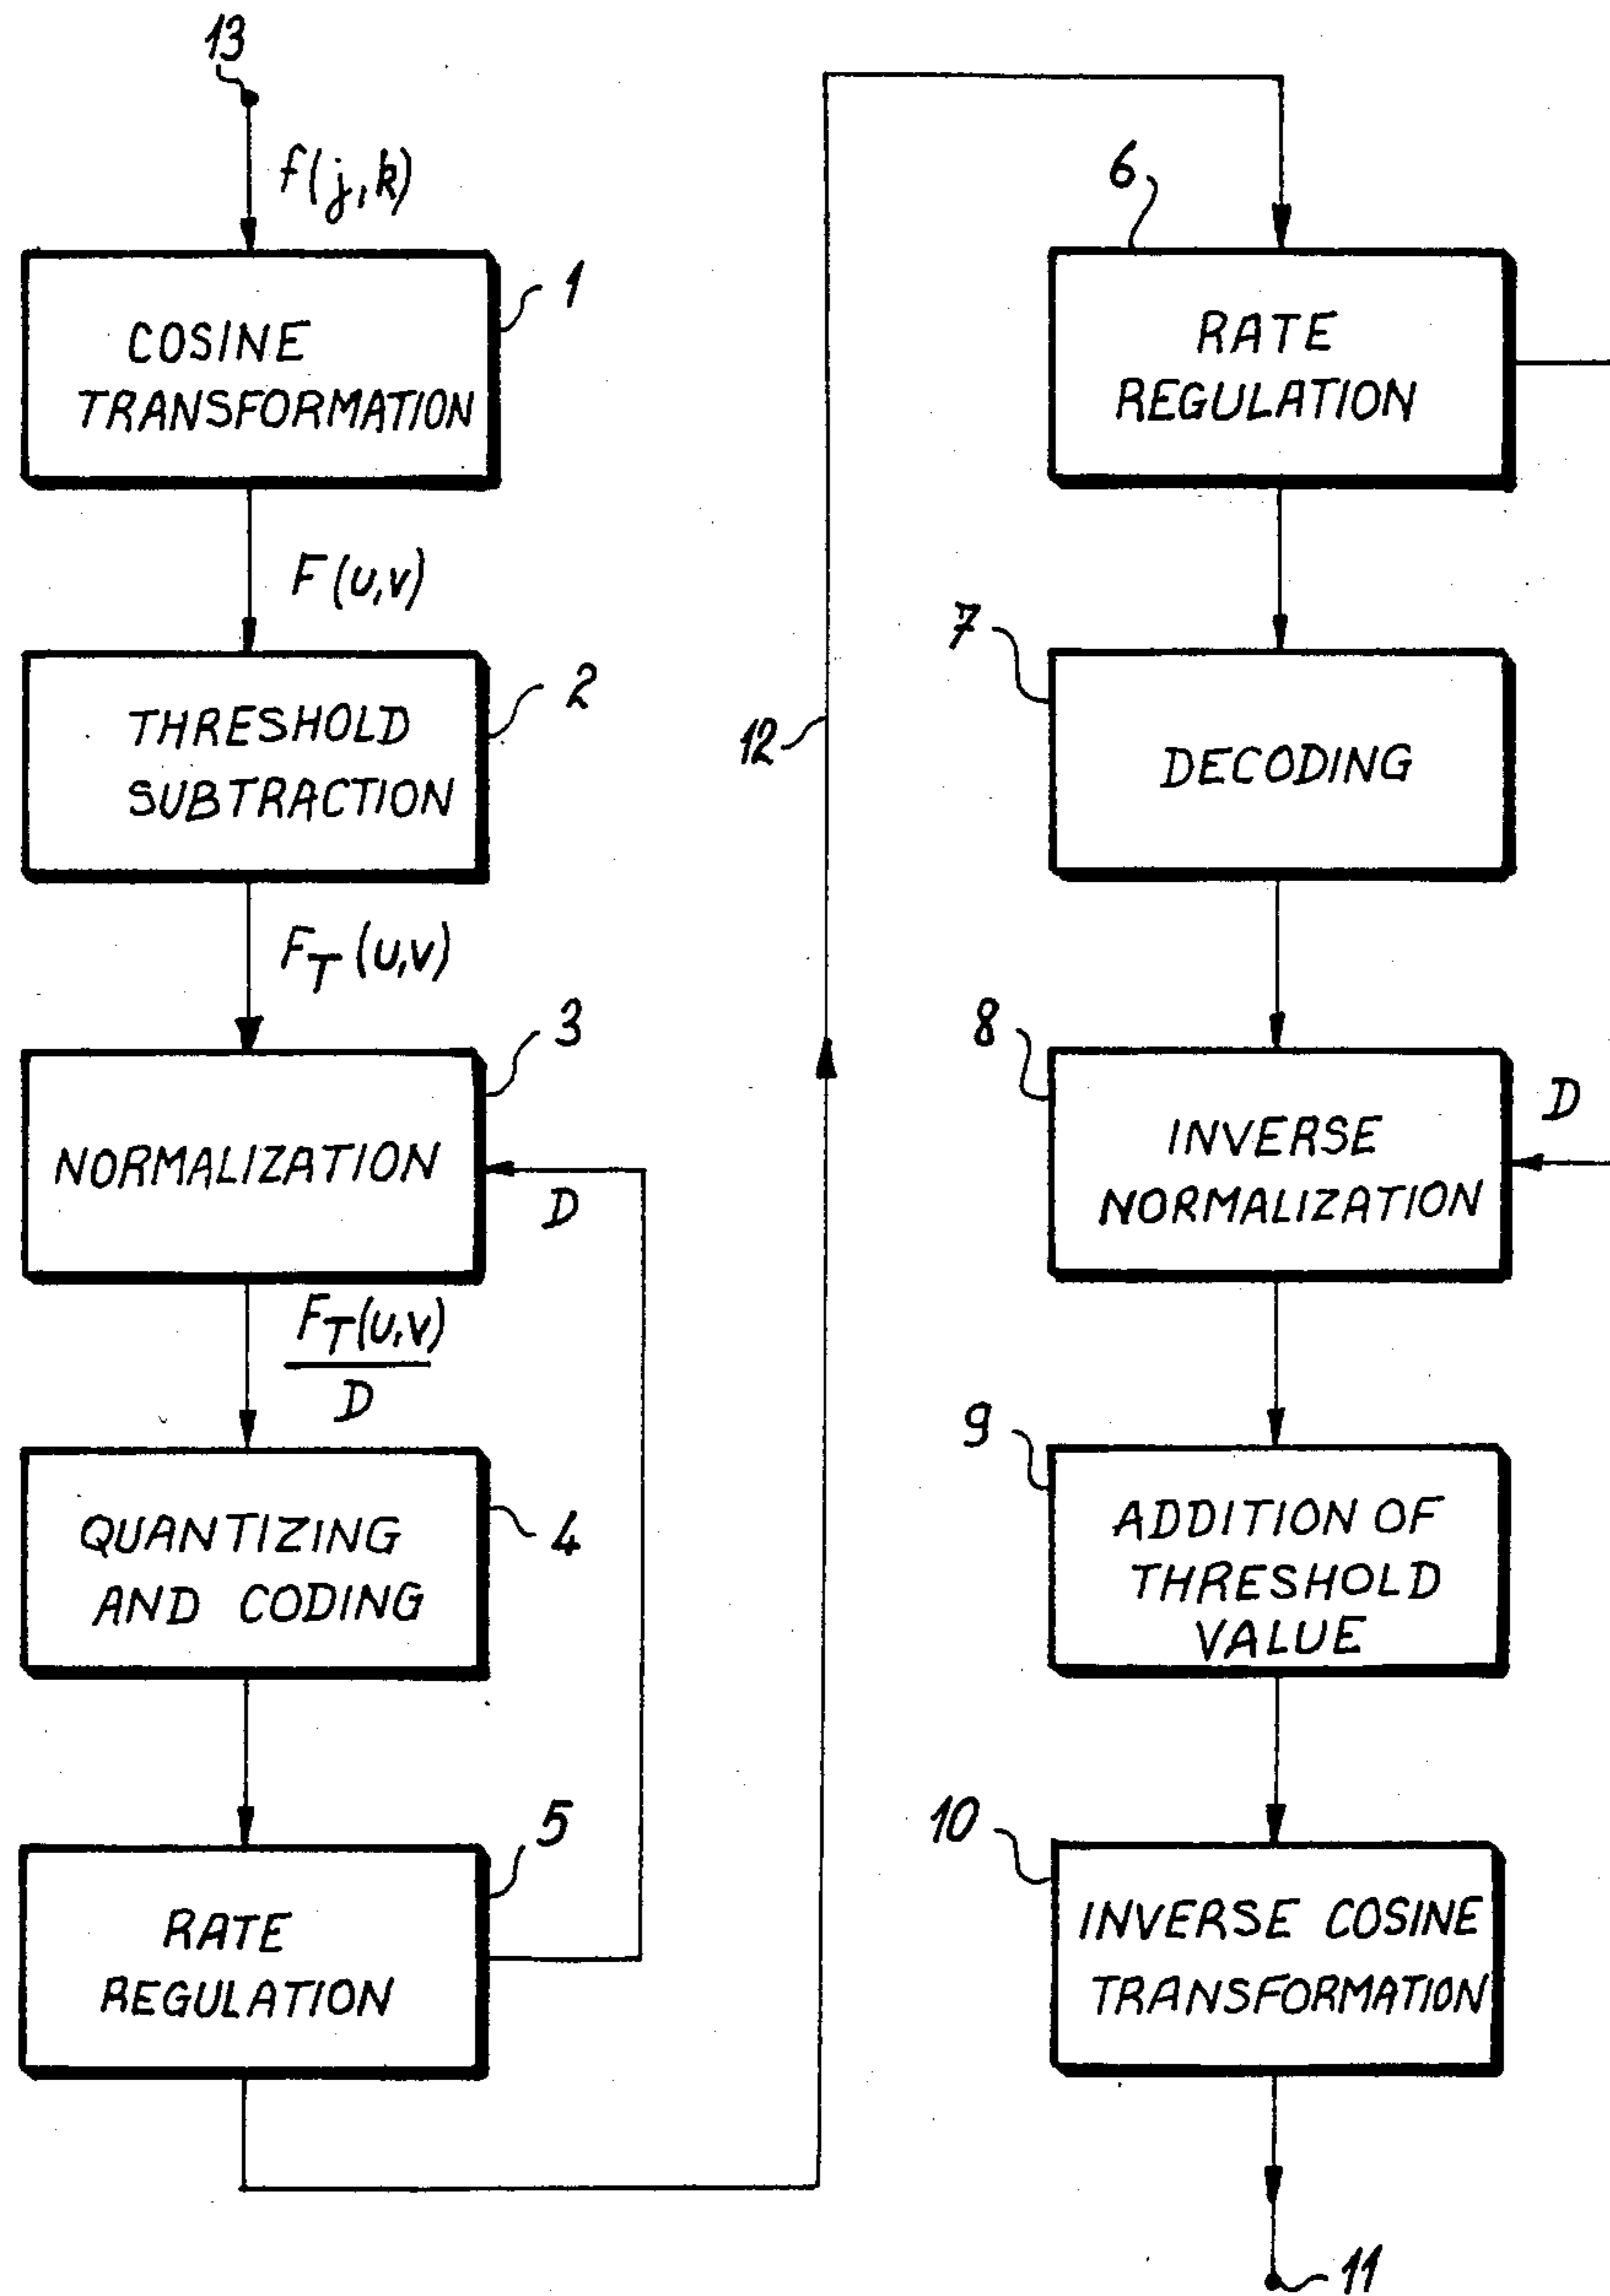 13
f(j,k)
1
COSINE
TRANSFORMATION
F(u,v)
2
THRESHOLD
SUBTRACTION
F_T(u,v)
3
NORMALIZATION
D
F_T(u,v)
D
4
QUANTIZING
AND CODING
5
RATE
REGULATION
12
6
RATE
REGULATION
7
DECODING
8
D
INVERSE
NORMALIZATION
9
ADDITION OF
THRESHOLD
VALUE
10
INVERSE COSINE
TRANSFORMATION
11